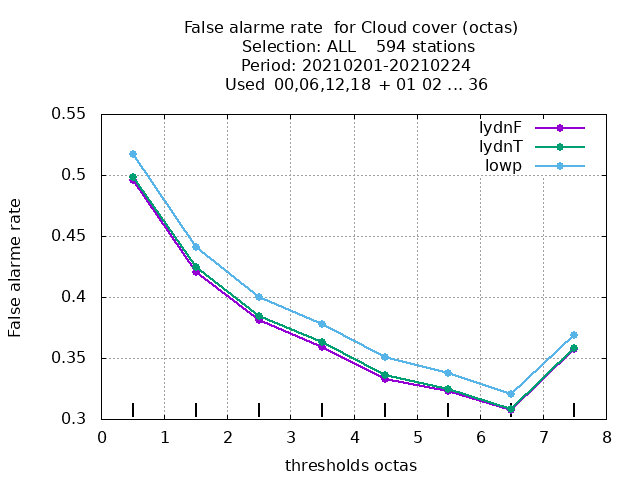 False alarme rate  for Cloud cover (octas)
Selection: ALL    594 stations
Period: 20210201-20210224
Used  00,06,12,18 + 01 02 ... 36
lydnF
lydnT
lowp
0.55
0.5
0.45
0.4
0.35
0.3
False alarme rate
0 1 2 3 4 5 6 7 8
thresholds octas